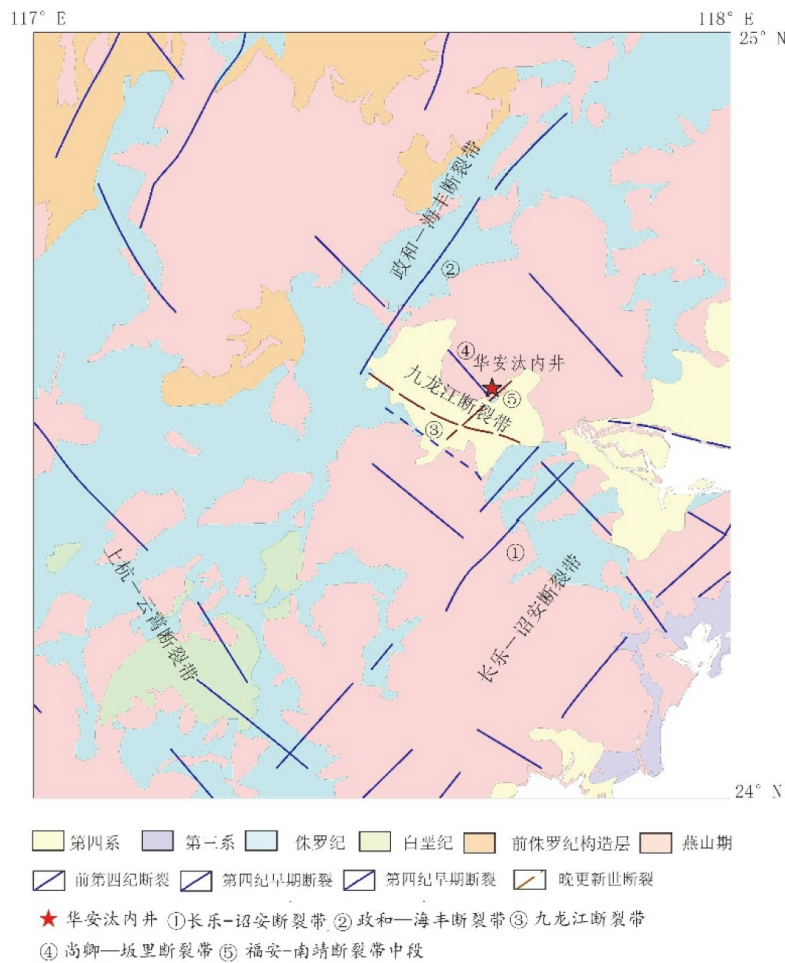 117° E
118° E
25° N
政和—海丰断裂带
②
④
华安汰内井
九龙江断裂带
⑤
③
①
上杭—云霄断裂带
长乐—诏安断裂带
24° N
第四系 第三系 侏罗纪 白垩纪 前侏罗纪构造层 燕山期
前第四纪断裂 第四纪早期断裂 第四纪早期断裂 晚更新世断裂
华安汰内井 ①长乐-诏安断裂带 ②政和—海丰断裂带 ③九龙江断裂带
④尚卿—坂里断裂带 ⑤福安-南靖断裂带中段